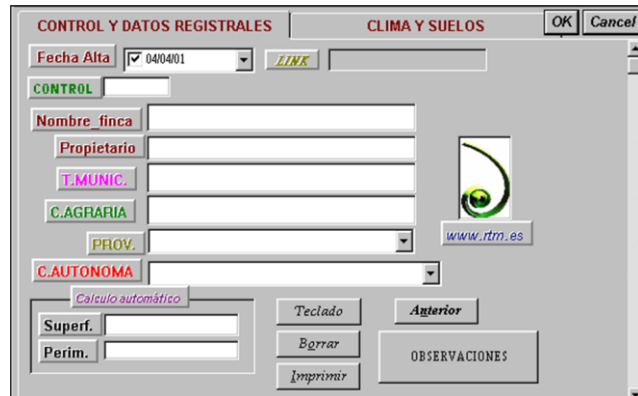 CONTROL Y DATOS REGISTRALES CLIMA Y SUELOS OK Cancel
Fecha Alta 04/04/01 LINK
CONTROL
Nombre_finca
Propietario
T.MUNIC.
C.AGRARIA
PROV.
www.rtm.es
C.AUTONOMA
Calculo automático
Superf.
Perim.
Teclado
Anterior
Borrar
OBSERVACIONES
Imprimir